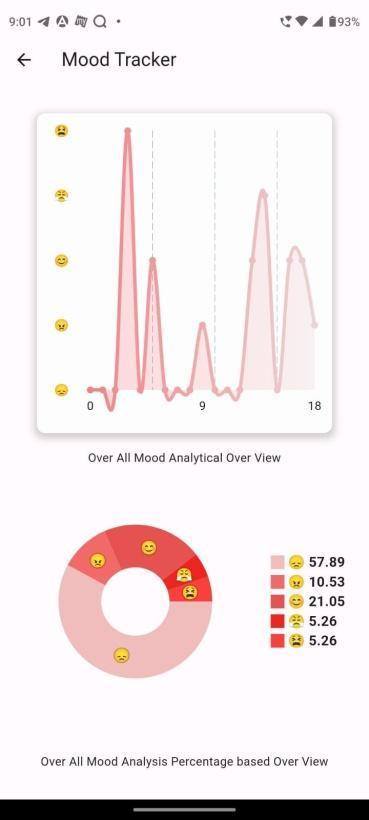 9:01 93%
Mood Tracker
0 9 18
Over All Mood Analytical Over View
57.89
10.53
21.05
5.26
5.26
Over All Mood Analysis Percentage based Over View